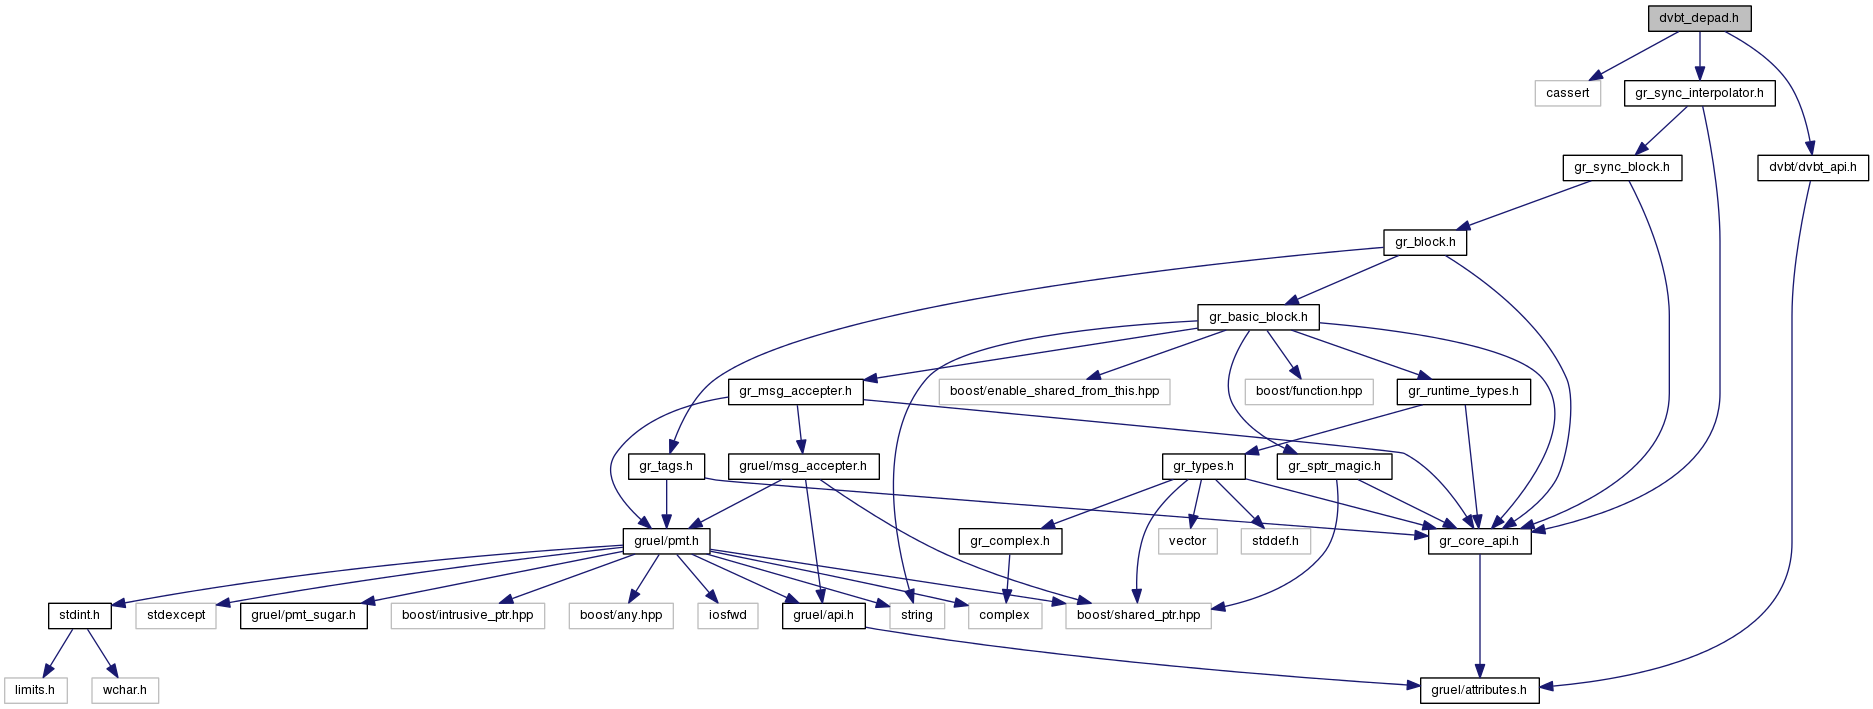 dvbt_depad.h
cassert
gr_sync_interpolator.h
gr_sync_block.h
dvbt/dvbt_api.h
gr_block.h
gr_basic_block.h
gr_msg_accepter.h
boost/enable_shared_from_this.hpp
boost/function.hpp
gr_runtime_types.h
gr_tags.h
gruel/msg_accepter.h
gr_types.h
gr_sptr_magic.h
gruel/pmt.h
gr_complex.h
vector
stddef.h
gr_core_api.h
stdint.h
stdexcept
gruel/pmt_sugar.h
boost/intrusive_ptr.hpp
boost/any.hpp
iosfwd
gruel/api.h
string
complex
boost/shared_ptr.hpp
limits.h
wchar.h
gruel/attributes.h